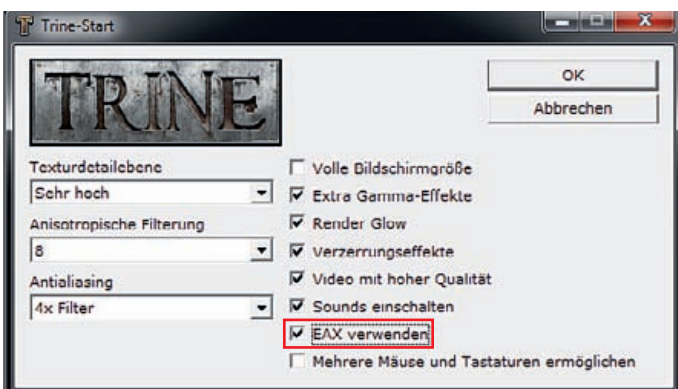 Trine-Start
TRINE
OK
Abbrechen
Texturdetailebene
Sehr hoch
Anisotropische Filterung
8
Antialiasing
4x Filter
Volle Bildschirmgröße
Extra Gamma-Effekte
Render Glow
Verzerrungseffekte
Video mit hoher Qualität
Sounds einschalten
EAX verwenden
Mehrere Mäuse und Tastaturen ermöglichen